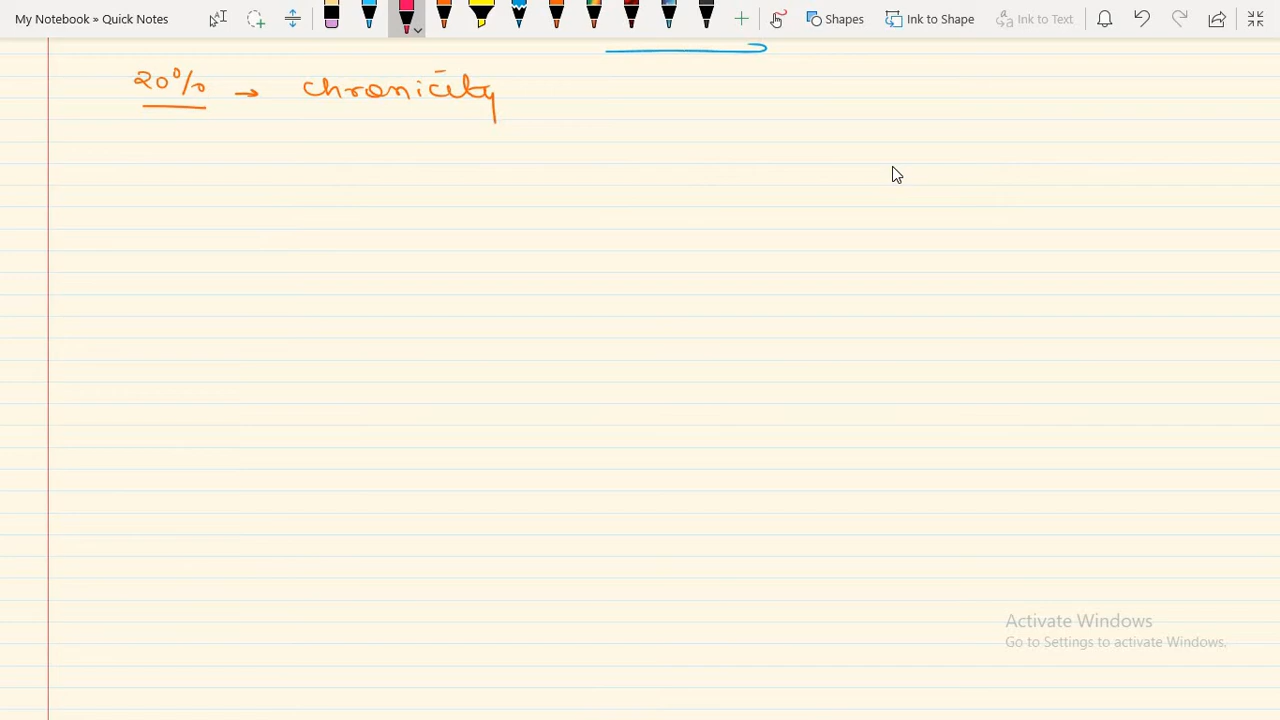 My Notebook » Quick Notes
Shapes
Ink to Shape
Ink to Text
20% → chronicity
Activate Windows
Go to Settings to activate Windows.